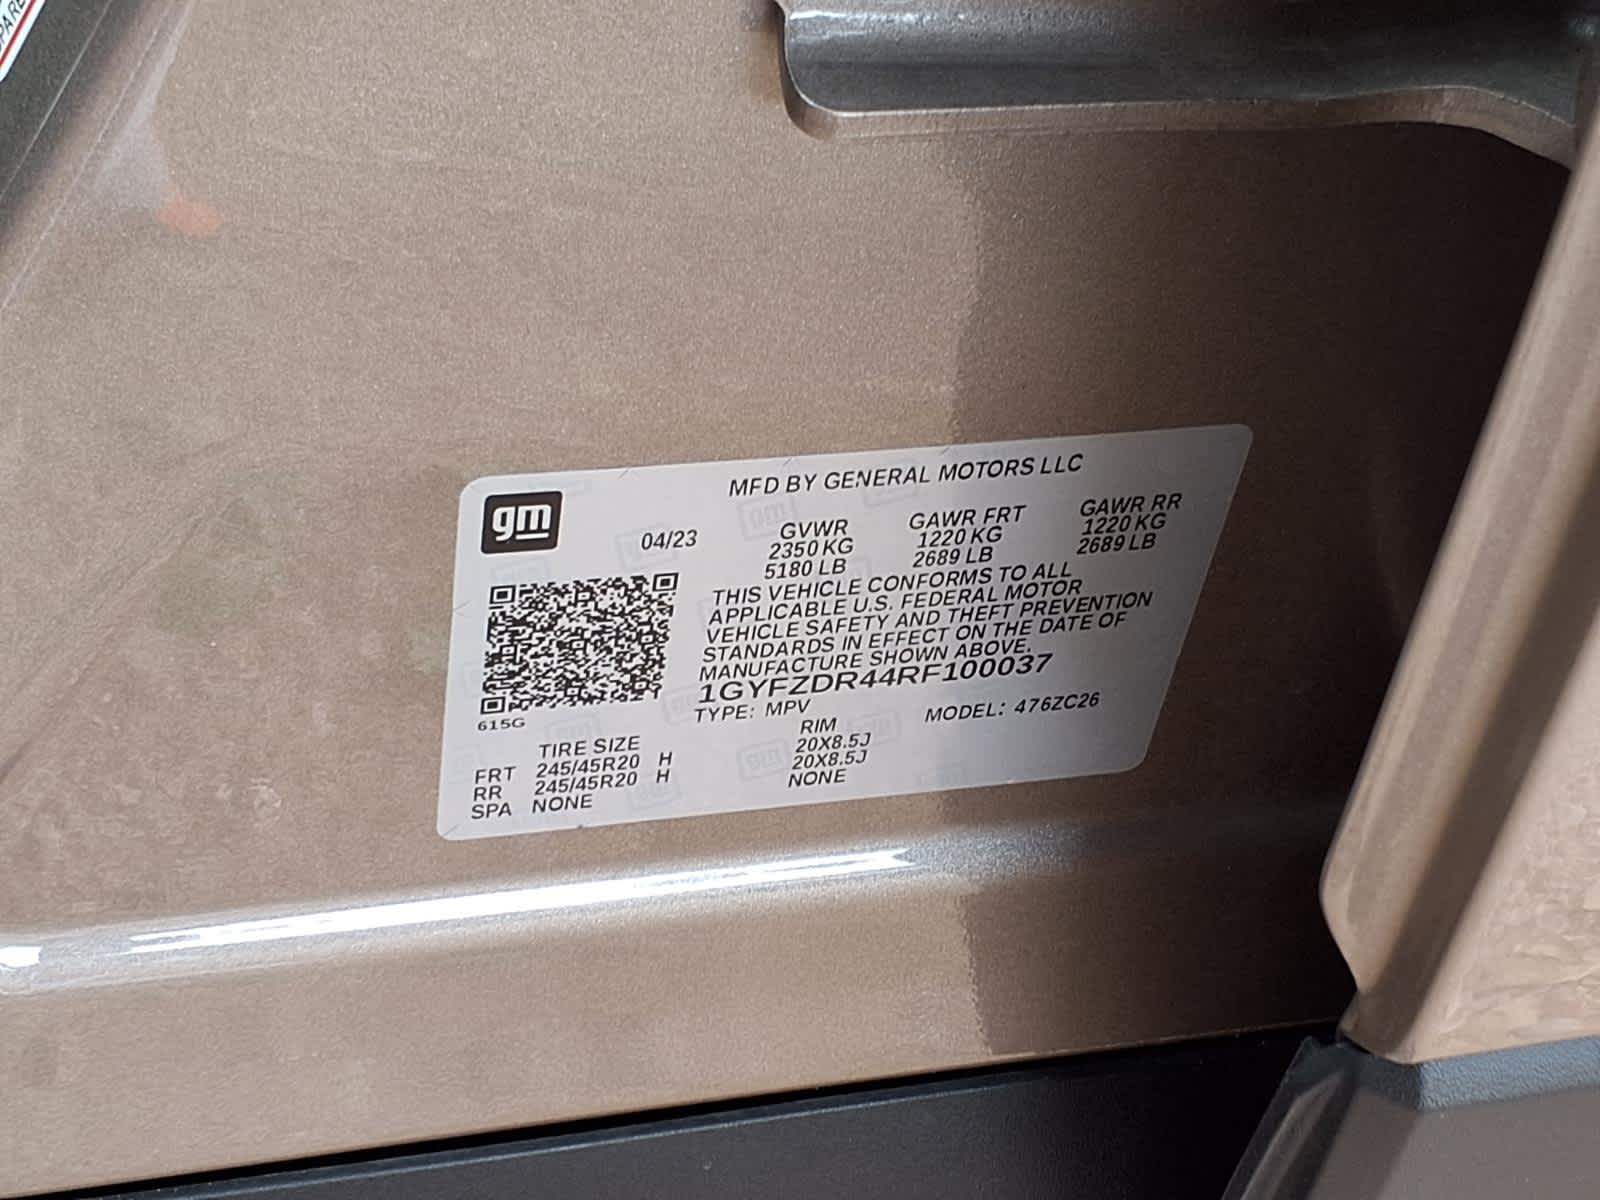 SPARE
gm
MFD BY GENERAL MOTORS LLC
04/23
GVWR
2350 KG
5180 LB
GAWR FRT
1220 KG
2689 LB
GAWR RR
1220 KG
2689 LB
THIS VEHICLE CONFORMS TO ALL
APPLICABLE U.S. FEDERAL MOTOR
VEHICLE SAFETY AND THEFT PREVENTION
STANDARDS IN EFFECT ON THE DATE OF
MANUFACTURE SHOWN ABOVE.
1GYFZDR44RF100037
TYPE: MPV
MODEL: 476ZC26
615G
TIRE SIZE
RIM
FRT 245/45R20 H 20X8.5J
RR 245/45R20 H 20X8.5J
SPA NONE NONE